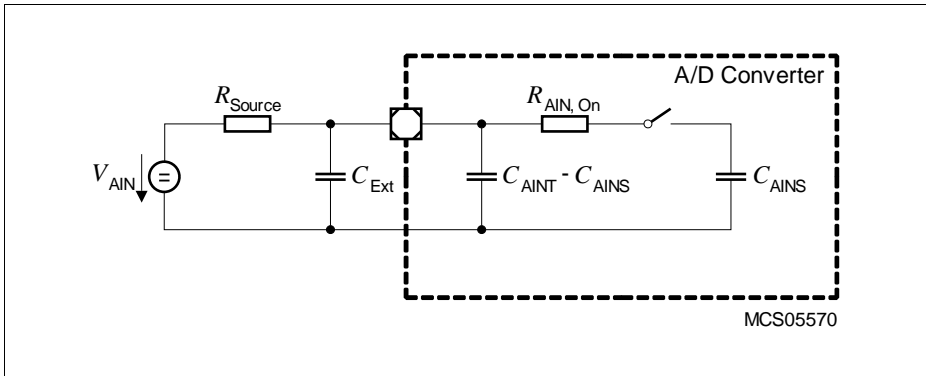 A/D Converter
RSource
RAIN, On
VAIN
=
CExt
CAINT - CAINS
CAINS
MCS05570